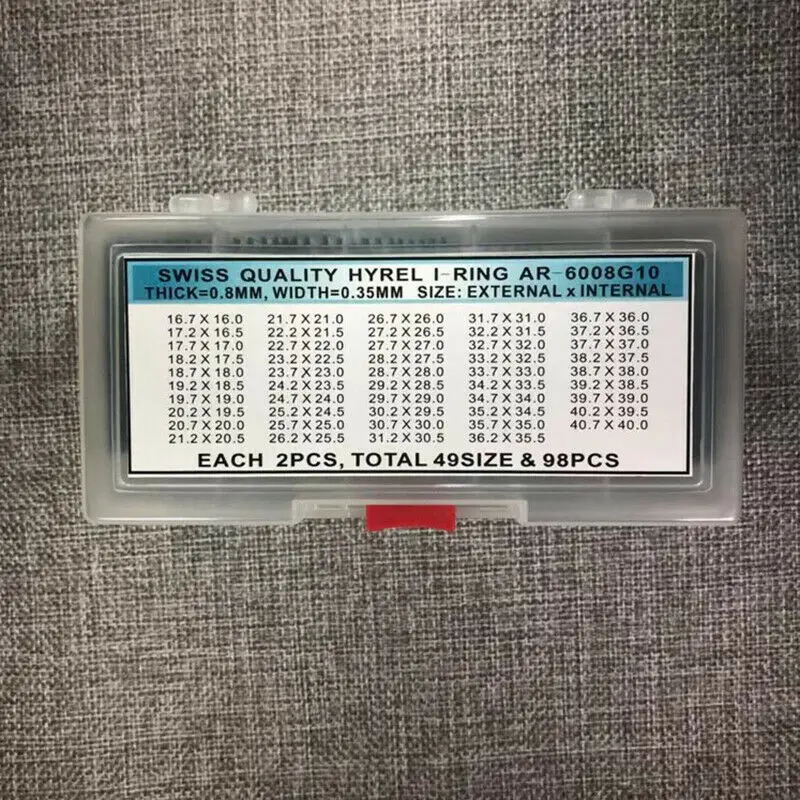 SWISS QUALITY HYREL I-RING AR-6008G10
THICK=0.8MM, WIDTH=0.35MM SIZE: EXTERNAL x INTERNAL
16.7 X 16.0 21.7 X 21.0 26.7 X 26.0 31.7 X 31.0 36.7 X 36.0
17.2 X 16.5 22.2 X 21.5 27.2 X 26.5 32.2 X 31.5 37.2 X 36.5
17.7 X 17.0 22.7 X 22.0 27.7 X 27.0 32.7 X 32.0 37.7 X 37.0
18.2 X 17.5 23.2 X 22.5 28.2 X 27.5 33.2 X 32.5 38.2 X 37.5
18.7 X 18.0 23.7 X 23.0 28.7 X 28.0 33.7 X 33.0 38.7 X 38.0
19.2 X 18.5 24.2 X 23.5 29.2 X 28.5 34.2 X 33.5 39.2 X 38.5
19.7 X 19.0 24.7 X 24.0 29.7 X 29.0 34.7 X 34.0 39.7 X 39.0
20.2 X 19.5 25.2 X 24.5 30.2 X 29.5 35.2 X 34.5 40.2 X 39.5
20.7 X 20.0 25.7 X 25.0 30.7 X 30.0 35.7 X 35.0 40.7 X 40.0
21.2 X 20.5 26.2 X 25.5 31.2 X 30.5 36.2 X 35.5
EACH 2PCS, TOTAL 49SIZE & 98PCS